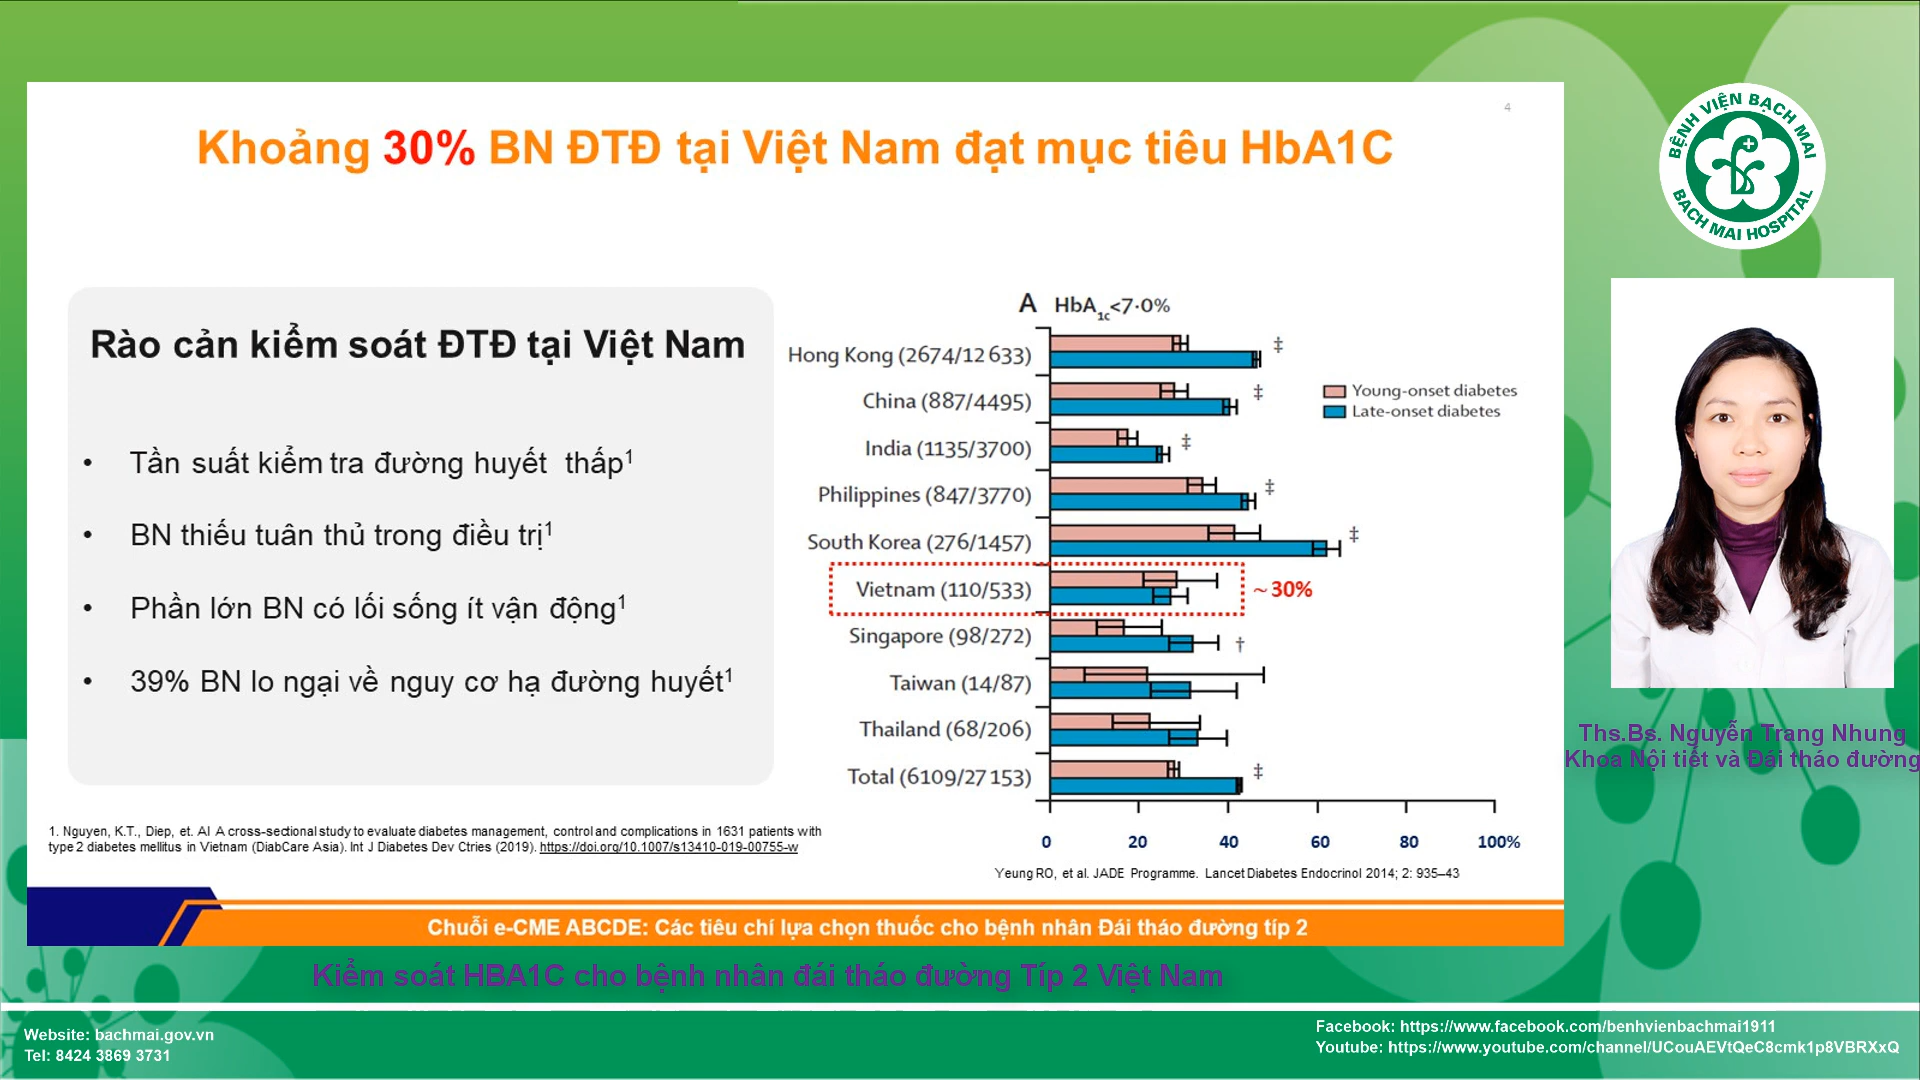 4
Khoảng 30% BN ĐTĐ tại Việt Nam đạt mục tiêu HbA1C
Rào cản kiểm soát ĐTĐ tại Việt Nam
• Tần suất kiểm tra đường huyết thấp1
• BN thiếu tuân thủ trong điều trị1
• Phần lớn BN có lối sống ít vận động1
• 39% BN lo ngại về nguy cơ hạ đường huyết1
A HbA1c<7·0%
Hong Kong (2674/12 633) ‡
China (887/4495) ‡
India (1135/3700) ‡
Philippines (847/3770) ‡
South Korea (276/1457) ‡
Vietnam (110/533) ~ 30%
Singapore (98/272) †
Taiwan (14/87)
Thailand (68/206)
Total (6109/27 153) ‡
0 20 40 60 80 100%
Young-onset diabetes
Late-onset diabetes
1. Nguyen, K.T., Diep, et. Al A cross-sectional study to evaluate diabetes management, control and complications in 1631 patients with
type 2 diabetes mellitus in Vietnam (DiabCare Asia). Int J Diabetes Dev Ctries (2019). https://doi.org/10.1007/s13410-019-00755-w
Yeung RO, et al. JADE Programme. Lancet Diabetes Endocrinol 2014; 2: 935–43
Chuỗi e-CME ABCDE: Các tiêu chí lựa chọn thuốc cho bệnh nhân Đái tháo đường típ 2
BỆNH VIỆN BẠCH MAI
BACH MAI HOSPITAL
Ths.Bs. Nguyễn Trang Nhung
Khoa Nội tiết và Đái tháo đường
Kiểm soát HBA1C cho bệnh nhân đái tháo đường Típ 2 Việt Nam
Website: bachmai.gov.vn
Tel: 8424 3869 3731
Facebook: https://www.facebook.com/benhvienbachmai1911
Youtube: https://www.youtube.com/channel/UCouAEVtQeC8cmk1p8VBRXxQ